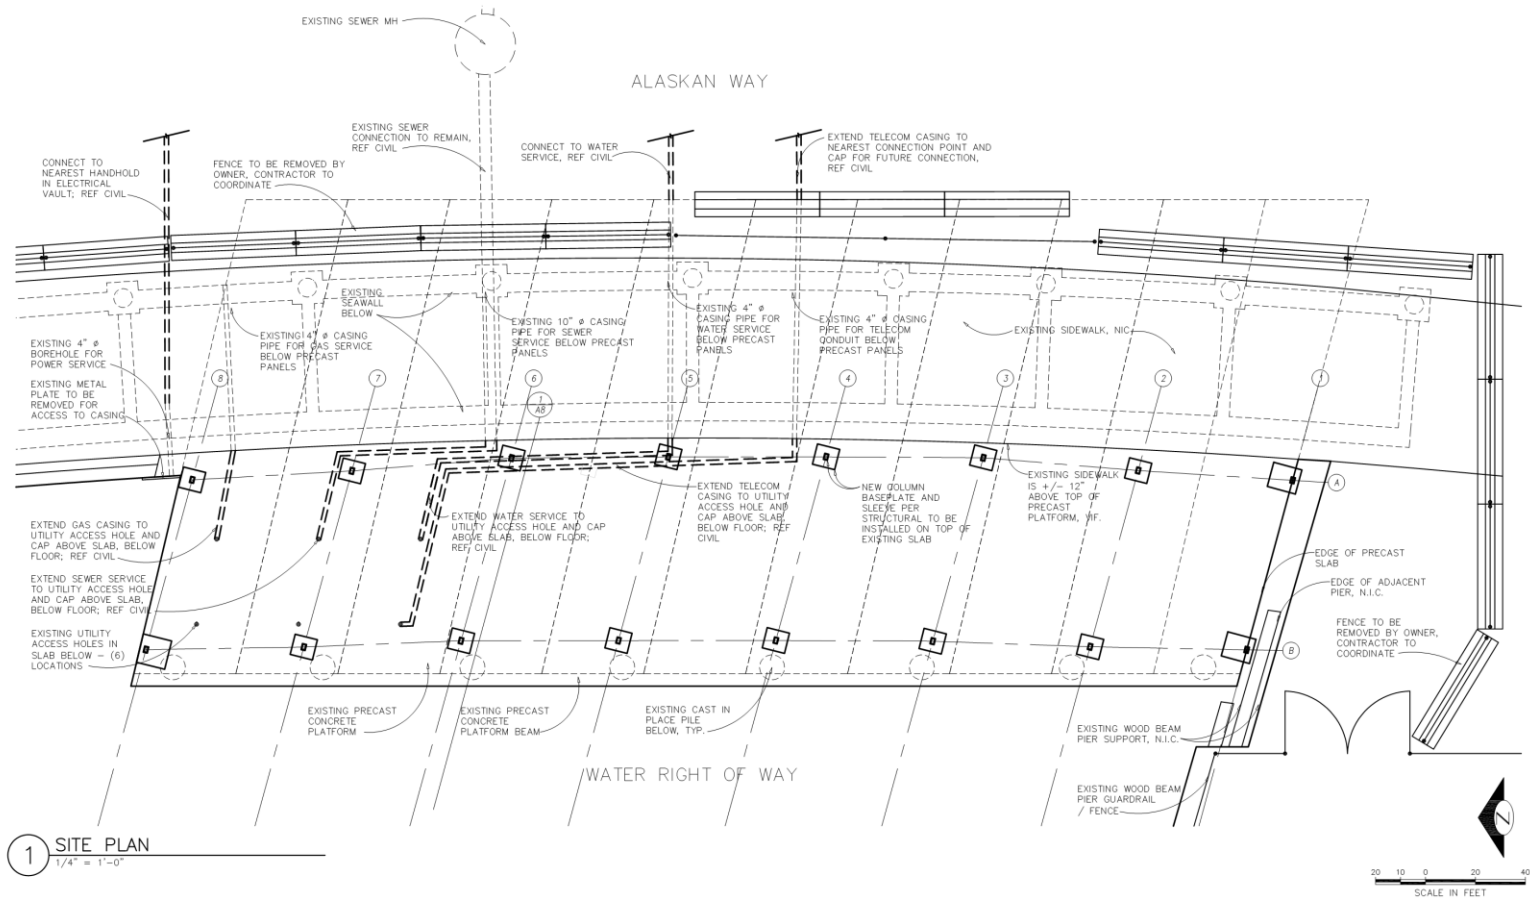 EXISTING SEWER MH
ALASKAN WAY
EXISTING SEWER
CONNECTION TO REMAIN,
REF CIVIL
CONNECT TO WATER
SERVICE, REF CIVIL
EXTEND TELECOM CASING TO
NEAREST CONNECTION POINT AND
CAP FOR FUTURE CONNECTION,
REF CIVIL
CONNECT TO
NEAREST HANDHOLD
IN ELECTRICAL
VAULT; REF CIVIL
FENCE TO BE REMOVED BY
OWNER, CONTRACTOR TO
COORDINATE
EXISTING
SEAWALL
BELOW
EXISTING 4" ø CASING
PIPE FOR GAS SERVICE
BELOW PRECAST
PANELS
EXISTING 10" ø CASING
PIPE FOR SEWER
SERVICE BELOW PRECAST
PANELS
EXISTING 4" ø
CASING PIPE FOR
WATER SERVICE
BELOW PRECAST
PANELS
EXISTING 4" ø CASING
PIPE FOR TELECOM
CONDUIT BELOW
PRECAST PANELS
EXISTING SIDEWALK, NIC
EXISTING 4" ø
BOREHOLE FOR
POWER SERVICE
EXISTING METAL
PLATE TO BE
REMOVED FOR
ACCESS TO CASING
8
7
6
5
4
3
2
1
1
A8
EXTEND GAS CASING TO
UTILITY ACCESS HOLE AND
CAP ABOVE SLAB, BELOW
FLOOR; REF CIVIL
EXTEND SEWER SERVICE
TO UTILITY ACCESS HOLE
AND CAP ABOVE SLAB,
BELOW FLOOR; REF CIVIL
EXISTING UTILITY
ACCESS HOLES IN
SLAB BELOW - (6)
LOCATIONS
EXTEND WATER SERVICE TO
UTILITY ACCESS HOLE AND CAP
ABOVE SLAB, BELOW FLOOR;
REF CIVIL
EXTEND TELECOM
CASING TO UTILITY
ACCESS HOLE AND
CAP ABOVE SLAB,
BELOW FLOOR; REF
CIVIL
NEW COLUMN
BASEPLATE AND
SLEEVE PER
STRUCTURAL TO BE
INSTALLED ON TOP OF
EXISTING SLAB
EXISTING SIDEWALK
IS +/- 12"
ABOVE TOP OF
PRECAST
PLATFORM, VIF.
A
EDGE OF PRECAST
SLAB
EDGE OF ADJACENT
PIER, N.I.C.
FENCE TO BE
REMOVED BY OWNER,
CONTRACTOR TO
COORDINATE
B
EXISTING PRECAST
CONCRETE
PLATFORM
EXISTING PRECAST
CONCRETE
PLATFORM BEAM
EXISTING CAST IN
PLACE PILE
BELOW, TYP.
EXISTING WOOD BEAM
PIER SUPPORT, N.I.C.
WATER RIGHT OF WAY
EXISTING WOOD BEAM
PIER GUARDRAIL
/ FENCE
1
SITE PLAN
1/4" = 1'-0"
N
20 10 0 20 40
SCALE IN FEET